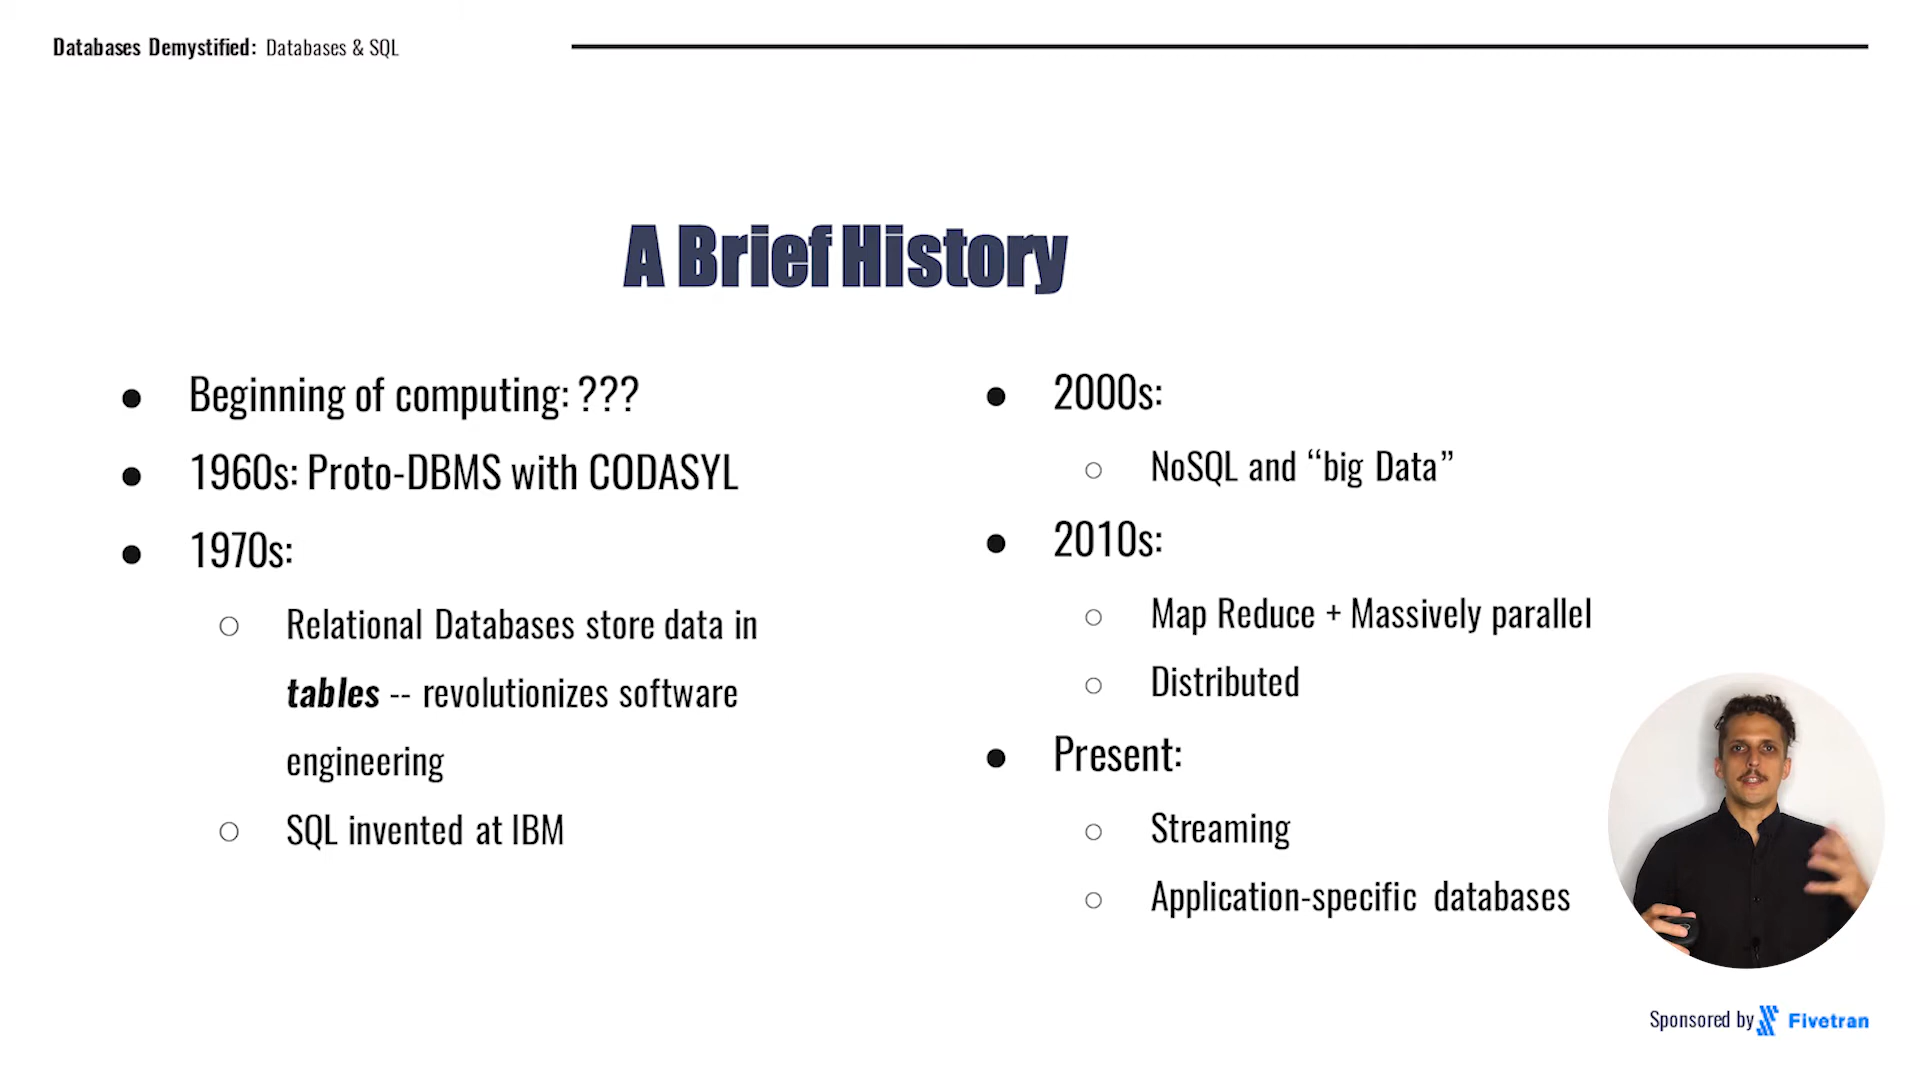 Databases Demystified: Databases & SQL
A Brief History
● Beginning of computing: ???
● 1960s: Proto-DBMS with CODASYL
● 1970s:
○ Relational Databases store data in
tables -- revolutionizes software
engineering
○ SQL invented at IBM
● 2000s:
○ NoSQL and “big Data”
● 2010s:
○ Map Reduce + Massively parallel
○ Distributed
● Present:
○ Streaming
○ Application-specific databases
Sponsored by Fivetran